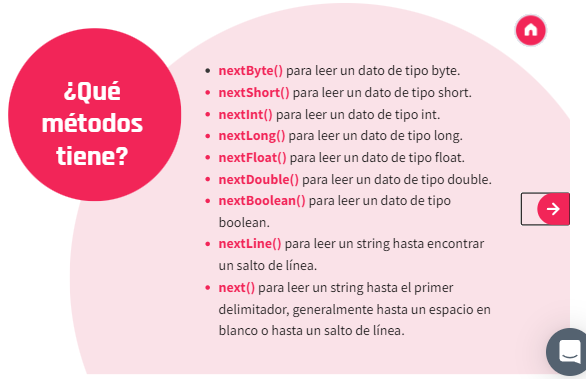 ¿Qué
métodos
tiene?
nextByte() para leer un dato de tipo byte.
nextShort() para leer un dato de tipo short.
nextInt() para leer un dato de tipo int.
nextLong() para leer un dato de tipo long.
nextFloat() para leer un dato de tipo float.
nextDouble() para leer un dato de tipo double.
nextBoolean() para leer un dato de tipo
boolean.
nextLine() para leer un string hasta encontrar
un salto de línea.
next() para leer un string hasta el primer
delimitador, generalmente hasta un espacio en
blanco o hasta un salto de línea.